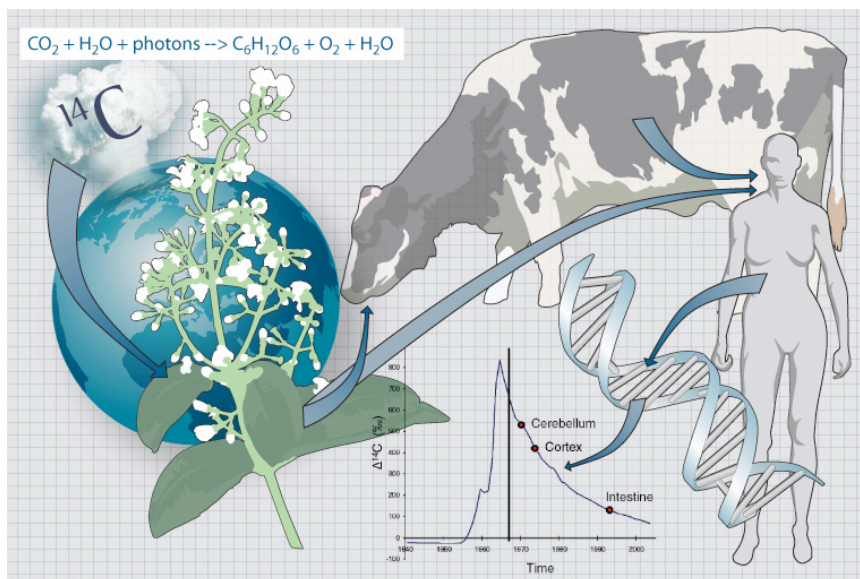 CO₂ + H₂O + photons --> C₆H₁₂O₆ + O₂ + H₂O
¹⁴C
Δ¹⁴C (‰)
800
700
600
500
400
300
200
100
0
-100
Cerebellum
Cortex
Intestine
1940 1950 1960 1970 1980 1990 2000
Time